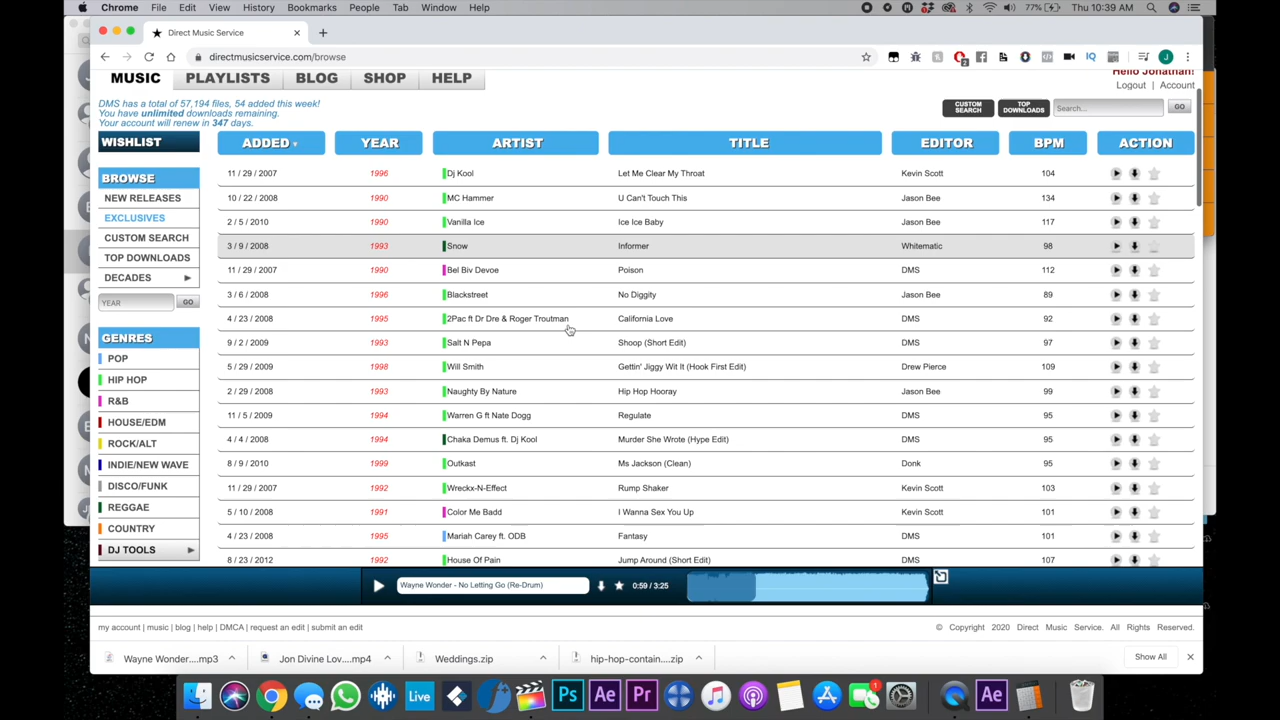 Chrome File Edit View History Bookmarks People Tab Window Help 77% Thu 10:39 AM
Direct Music Service
directmusicservice.com/browse
MUSIC PLAYLISTS BLOG SHOP HELP
Hello Jonathan!
Logout | Account
DMS has a total of 57,194 files, 54 added this week!
You have unlimited downloads remaining.
Your account will renew in 347 days.
CUSTOM SEARCH TOP DOWNLOADS Search... GO
WISHLIST
BROWSE
NEW RELEASES
EXCLUSIVES
CUSTOM SEARCH
TOP DOWNLOADS
DECADES
YEAR GO
GENRES
POP
HIP HOP
R&B
HOUSE/EDM
ROCK/ALT
INDIE/NEW WAVE
DISCO/FUNK
REGGAE
COUNTRY
DJ TOOLS
ADDED YEAR ARTIST TITLE EDITOR BPM ACTION
11 / 29 / 2007 1996 Dj Kool Let Me Clear My Throat Kevin Scott 104
10 / 22 / 2008 1990 MC Hammer U Can't Touch This Jason Bee 134
2 / 5 / 2010 1990 Vanilla Ice Ice Ice Baby Jason Bee 117
3 / 9 / 2008 1993 Snow Informer Whitematic 98
11 / 29 / 2007 1990 Bel Biv Devoe Poison DMS 112
3 / 6 / 2008 1996 Blackstreet No Diggity Jason Bee 89
4 / 23 / 2008 1995 2Pac ft Dr Dre & Roger Troutman California Love DMS 92
9 / 2 / 2009 1993 Salt N Pepa Shoop (Short Edit) DMS 97
5 / 29 / 2009 1998 Will Smith Gettin' Jiggy Wit It (Hook First Edit) Drew Pierce 109
2 / 29 / 2008 1993 Naughty By Nature Hip Hop Hooray Jason Bee 99
11 / 5 / 2009 1994 Warren G ft Nate Dogg Regulate DMS 95
4 / 4 / 2008 1994 Chaka Demus ft. Dj Kool Murder She Wrote (Hype Edit) DMS 95
8 / 9 / 2010 1999 Outkast Ms Jackson (Clean) Donk 95
11 / 29 / 2007 1992 Wreckx-N-Effect Rump Shaker Kevin Scott 103
5 / 10 / 2008 1991 Color Me Badd I Wanna Sex You Up Kevin Scott 101
4 / 23 / 2008 1995 Mariah Carey ft. ODB Fantasy DMS 101
8 / 23 / 2012 1992 House Of Pain Jump Around (Short Edit) DMS 107
Wayne Wonder - No Letting Go (Re-Drum) 0:59 / 3:25
my account | music | blog | help | DMCA | request an edit | submit an edit
© Copyright 2020 Direct Music Service. All Rights Reserved.
Wayne Wonder....mp3 Jon Divine Lov....mp4 Weddings.zip hip-hop-contain....zip Show All
Live Ps Ae Pr 1 Ae